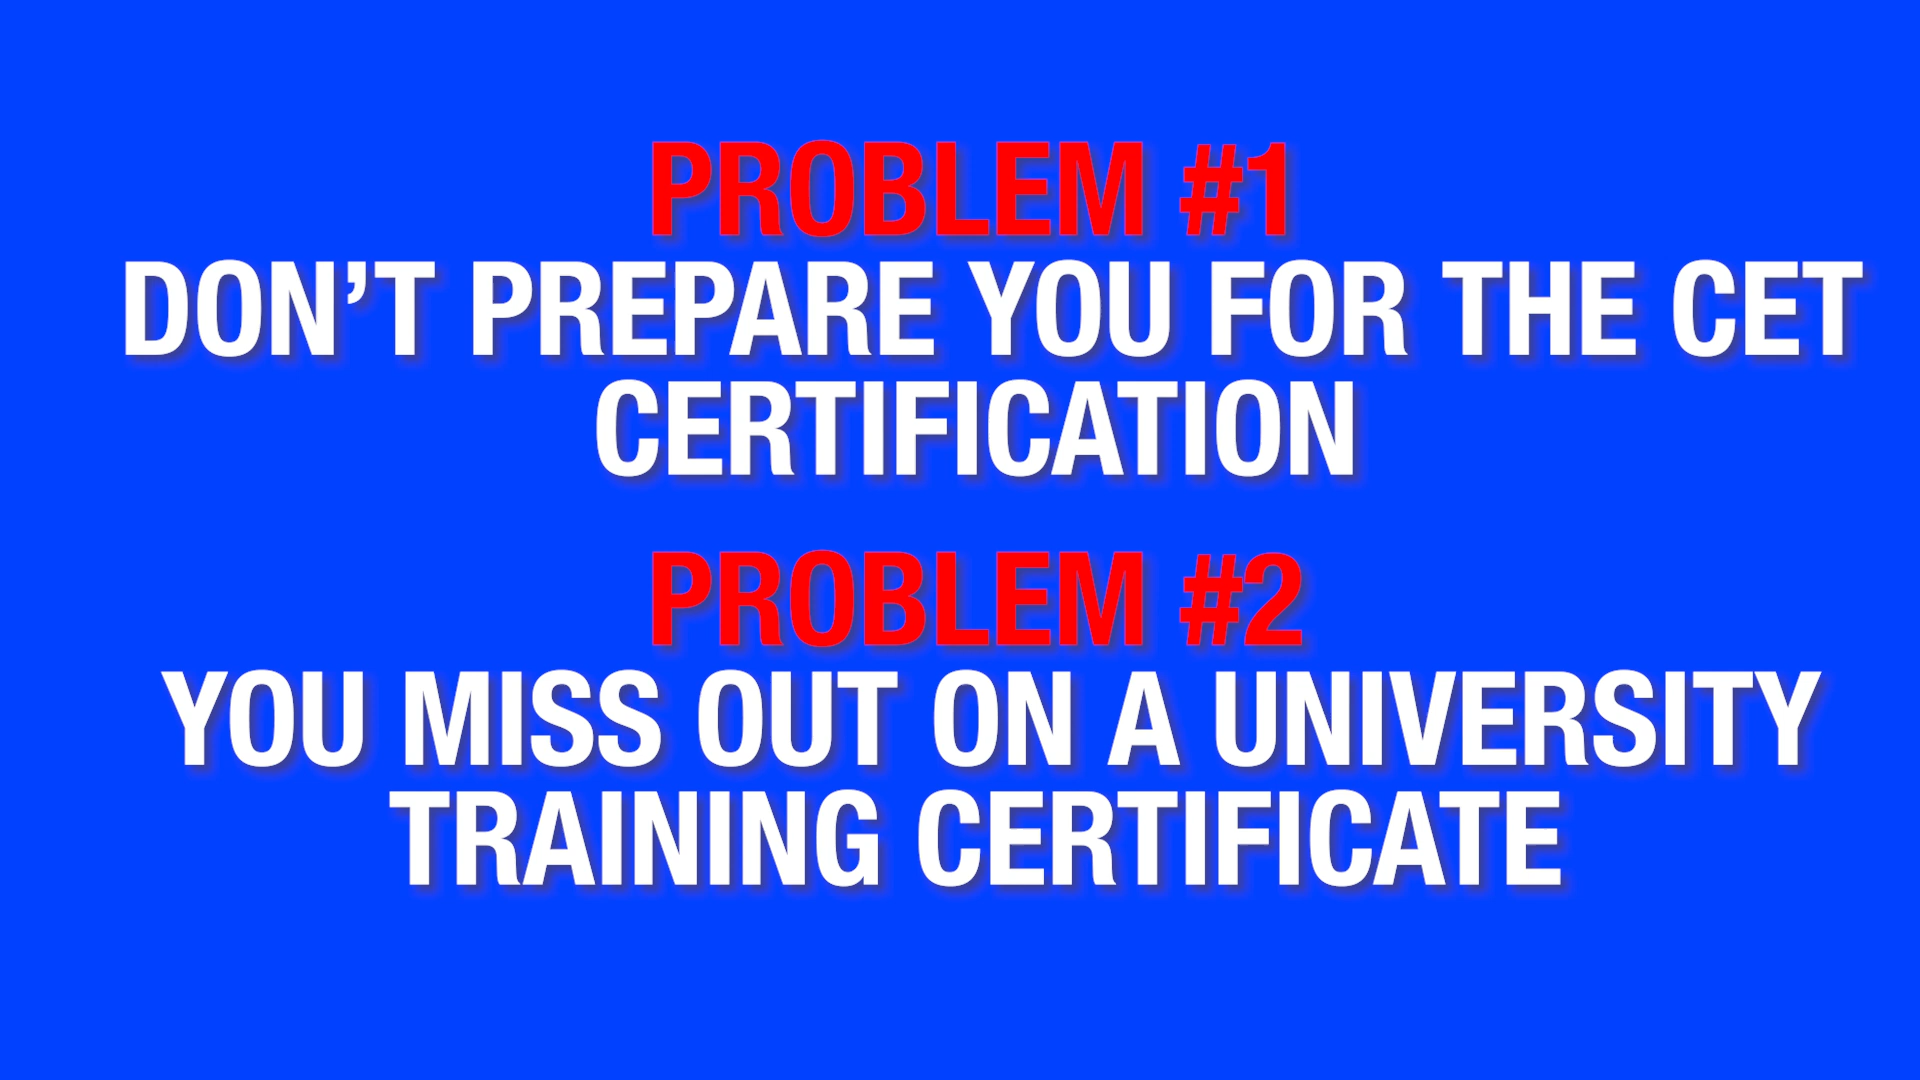 PROBLEM #1
DON’T PREPARE YOU FOR THE CET
CERTIFICATION
PROBLEM #2
YOU MISS OUT ON A UNIVERSITY
TRAINING CERTIFICATE